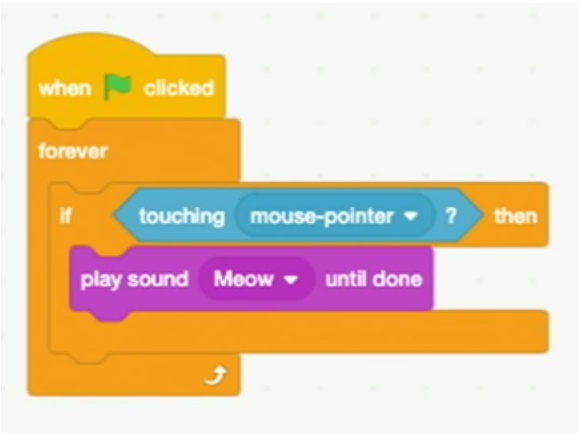 when clicked
forever
if touching mouse-pointer ? then
play sound Meow until done